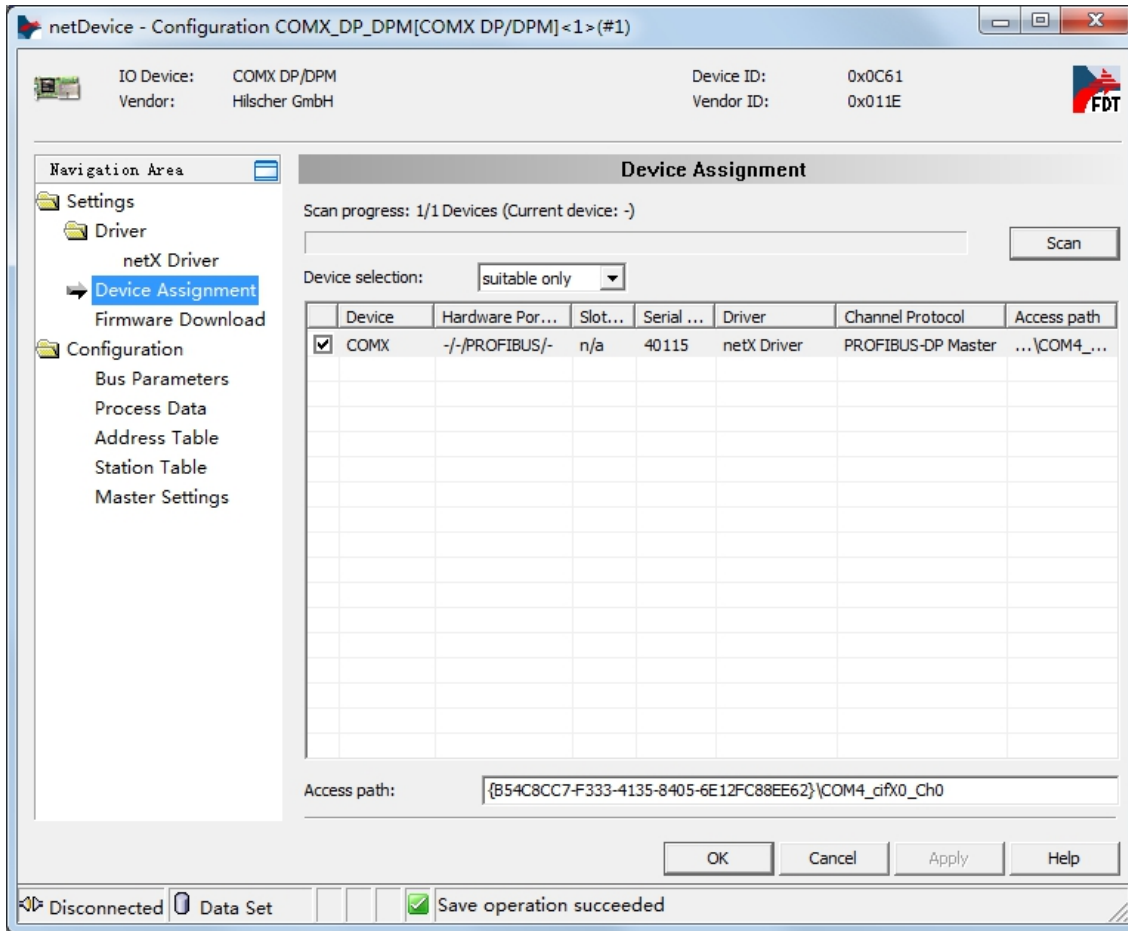 netDevice - Configuration COMX_DP_DPM[COMX DP/DPM]<1>(#1)
IO Device: COMX DP/DPM Device ID: 0x0C61
Vendor: Hilscher GmbH Vendor ID: 0x011E
FDT
Navigation Area
Settings
Driver
netX Driver
Device Assignment
Firmware Download
Configuration
Bus Parameters
Process Data
Address Table
Station Table
Master Settings
Device Assignment
Scan progress: 1/1 Devices (Current device: -)
Scan
Device selection: suitable only
Device Hardware Por... Slot... Serial ... Driver Channel Protocol Access path
COMX -/-/PROFIBUS/- n/a 40115 netX Driver PROFIBUS-DP Master ...\COM4_...
Access path: {B54C8CC7-F333-4135-8405-6E12FC88EE62}\COM4_cifX0_Ch0
OK Cancel Apply Help
Disconnected Data Set Save operation succeeded